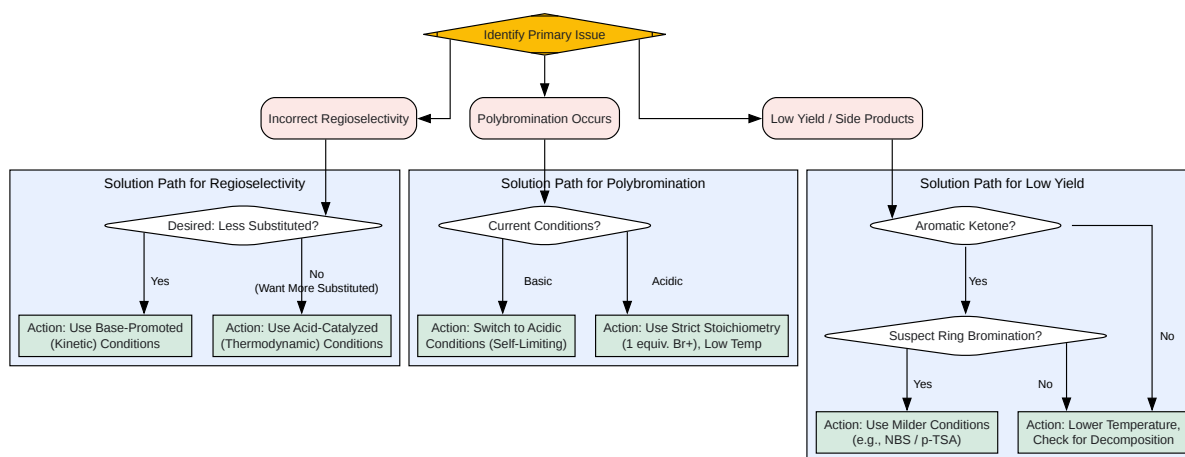 Identify Primary Issue
Incorrect Regioselectivity
Polybromination Occurs
Low Yield / Side Products
Solution Path for Regioselectivity
Desired: Less Substituted?
Yes
No
(Want More Substituted)
Action: Use Base-Promoted
(Kinetic) Conditions
Action: Use Acid-Catalyzed
(Thermodynamic) Conditions
Solution Path for Polybromination
Current Conditions?
Basic
Acidic
Action: Switch to Acidic
Conditions (Self-Limiting)
Action: Use Strict Stoichiometry
(1 equiv. Br+), Low Temp
Solution Path for Low Yield
Aromatic Ketone?
Yes
No
Suspect Ring Bromination?
Yes
No
Action: Use Milder Conditions
(e.g., NBS / p-TSA)
Action: Lower Temperature,
Check for Decomposition